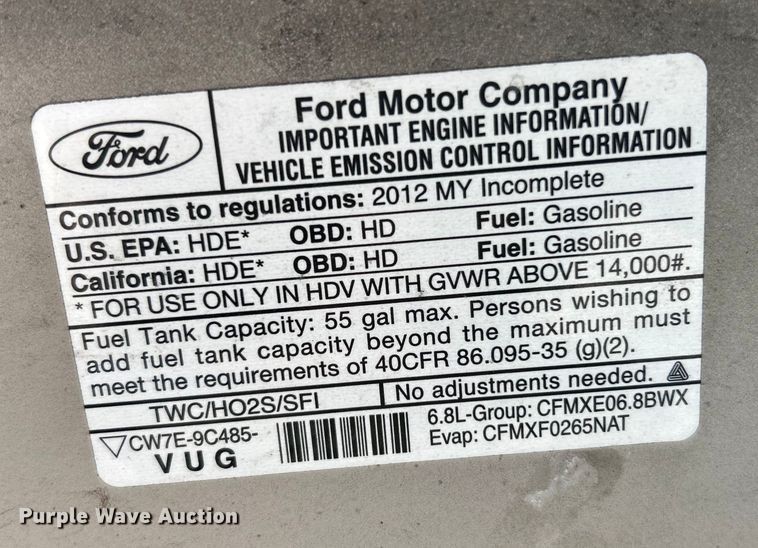 Ford
Ford Motor Company
IMPORTANT ENGINE INFORMATION/
VEHICLE EMISSION CONTROL INFORMATION
Conforms to regulations: 2012 MY Incomplete
U.S. EPA: HDE* OBD: HD Fuel: Gasoline
California: HDE* OBD: HD Fuel: Gasoline
* FOR USE ONLY IN HDV WITH GVWR ABOVE 14,000#.
Fuel Tank Capacity: 55 gal max. Persons wishing to
add fuel tank capacity beyond the maximum must
meet the requirements of 40CFR 86.095-35 (g)(2).
TWC/HO2S/SFI
No adjustments needed.
CW7E-9C485-
VUG
6.8L-Group: CFMXE06.8BWX
Evap: CFMXF0265NAT
Purple Wave Auction